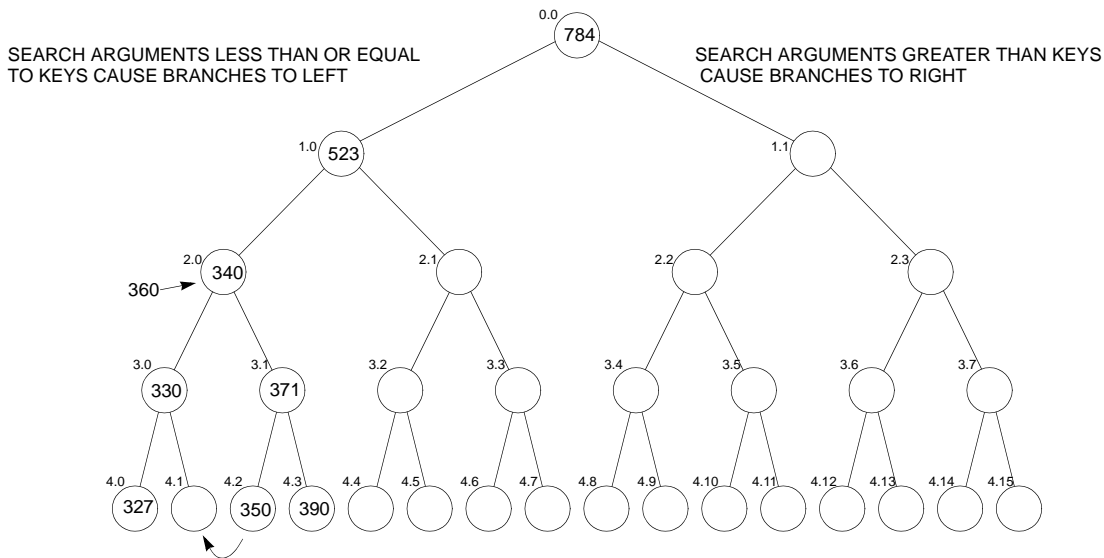 0.0
784
SEARCH ARGUMENTS LESS THAN OR EQUAL
TO KEYS CAUSE BRANCHES TO LEFT
SEARCH ARGUMENTS GREATER THAN KEYS
CAUSE BRANCHES TO RIGHT
1.0 523 1.1
2.0 340 2.1 2.2 2.3
360
3.0 3.1 3.2 3.3 3.4 3.5 3.6 3.7
330 371
4.0 4.1 4.2 4.3 4.4 4.5 4.6 4.7 4.8 4.9 4.10 4.11 4.12 4.13 4.14 4.15
327 350 390